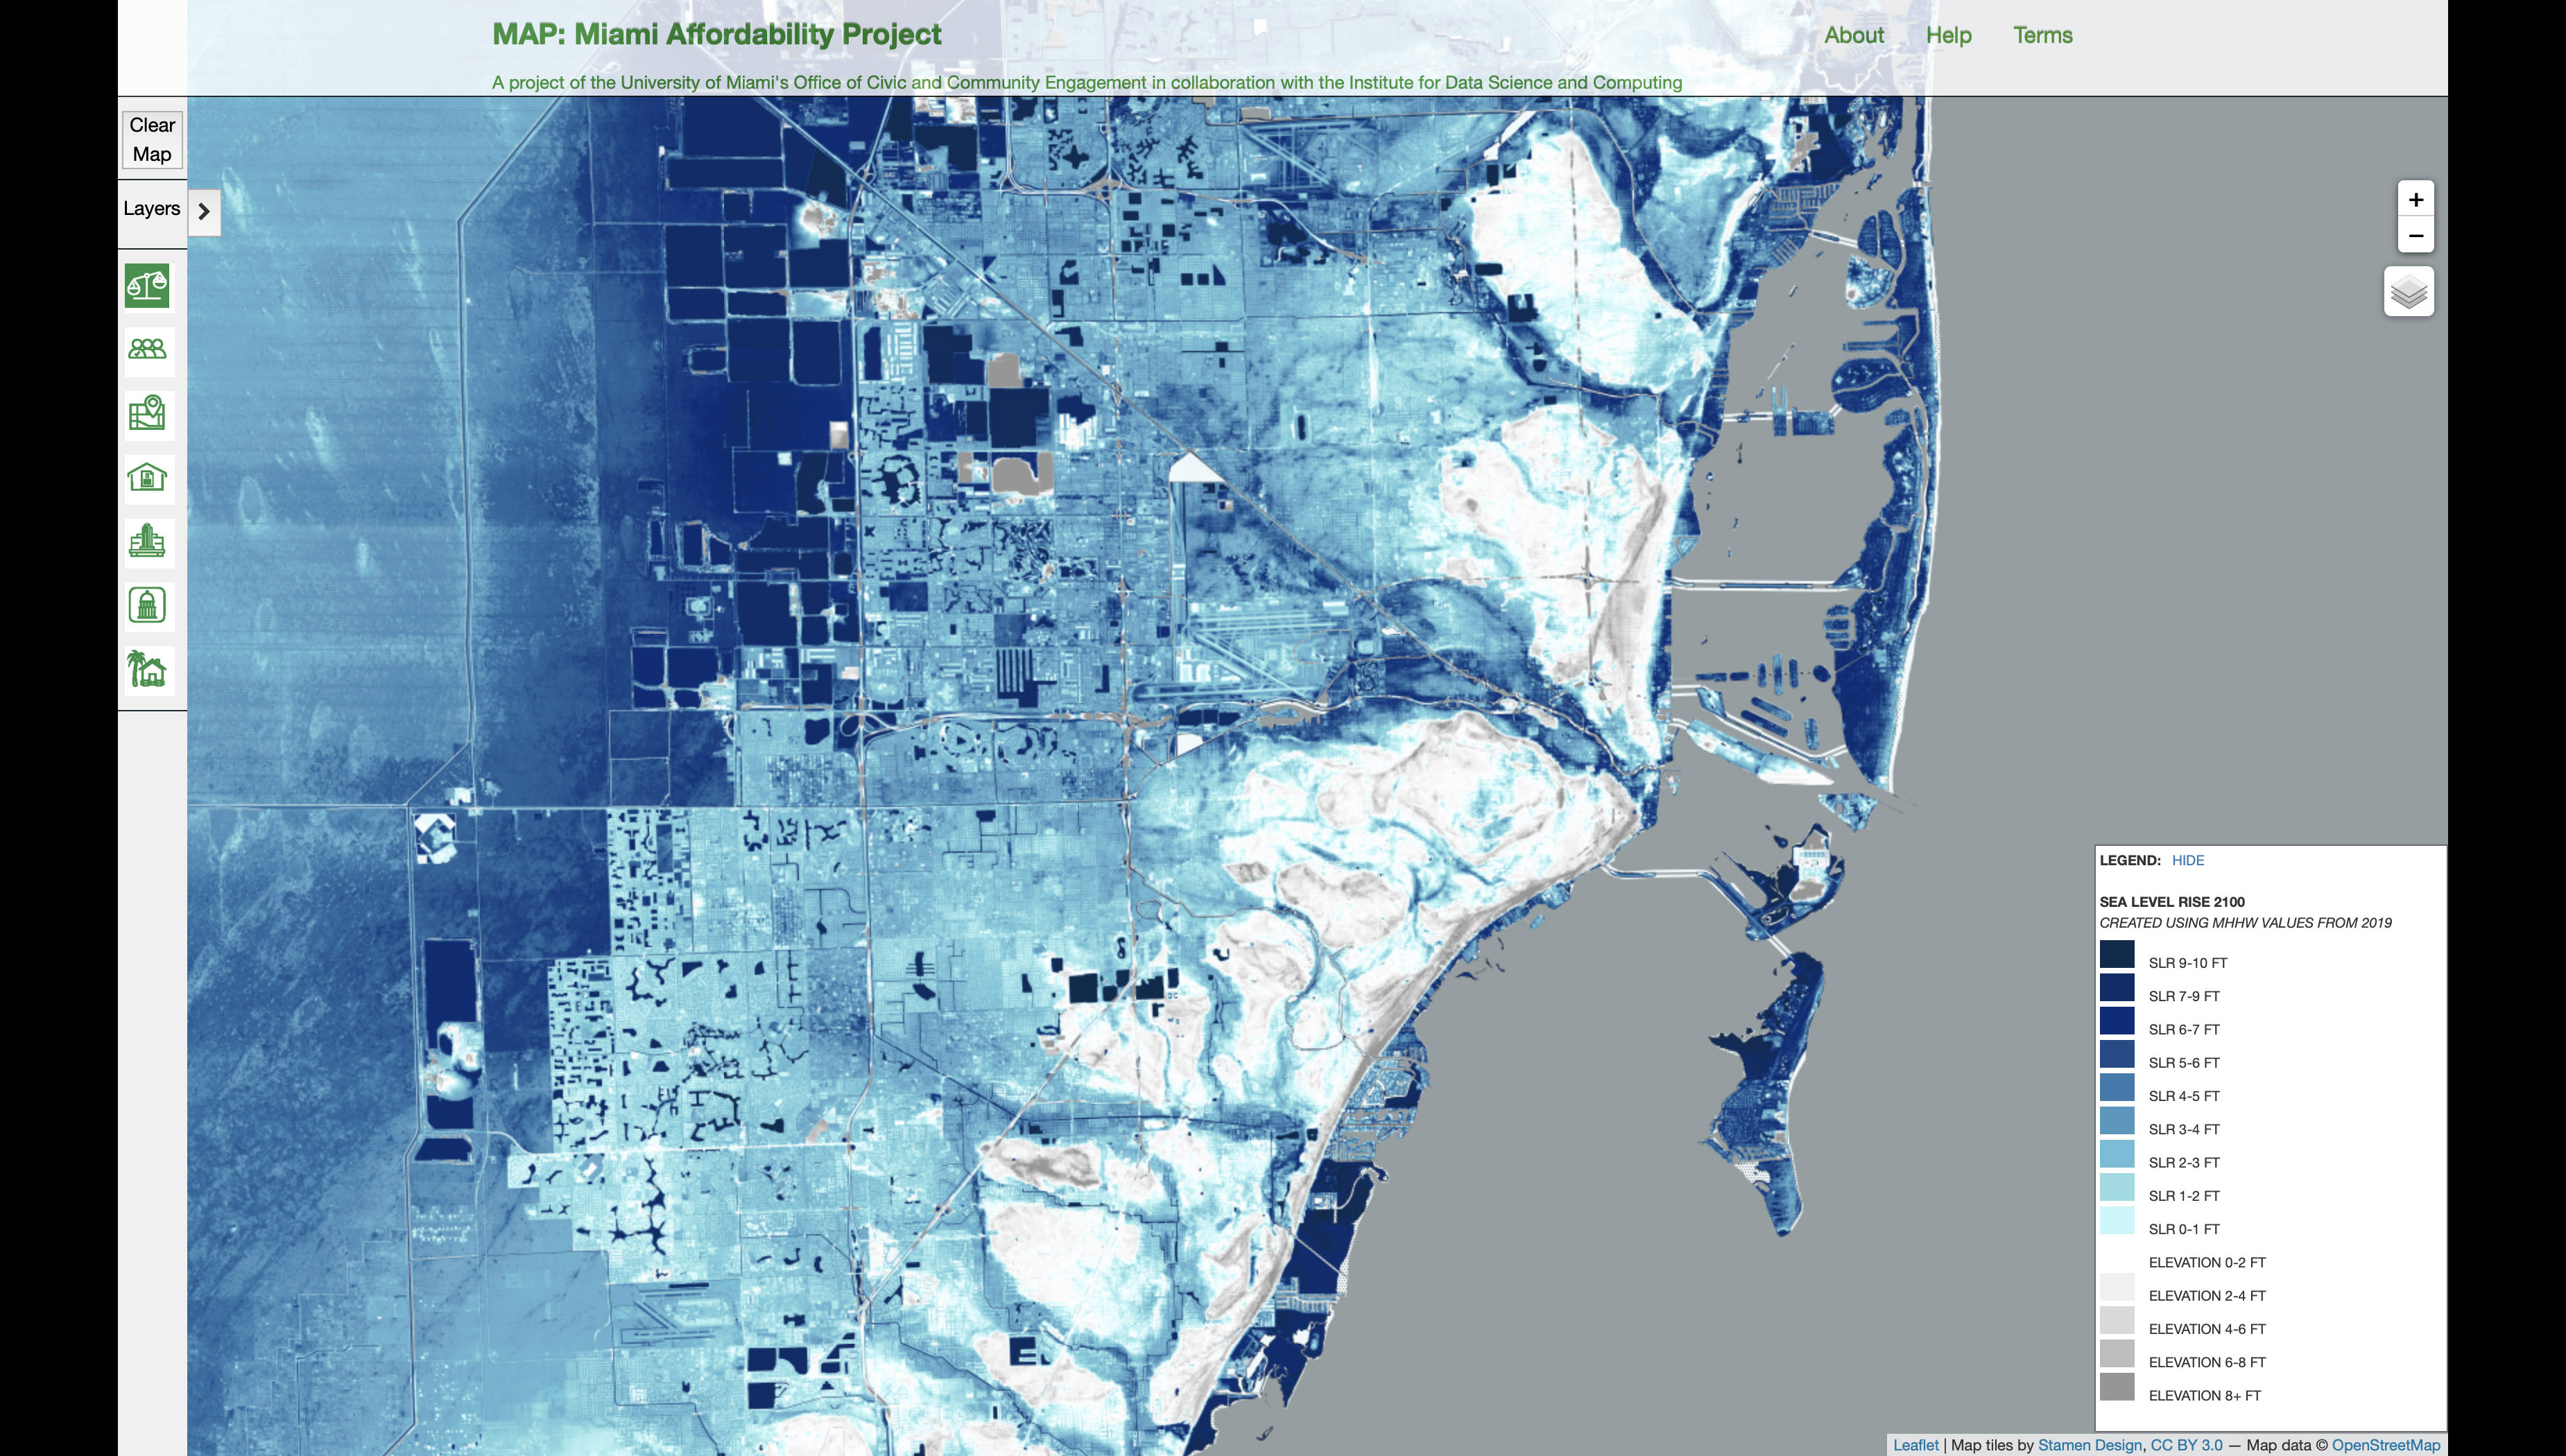 MAP: Miami Affordability Project
About Help Terms
A project of the University of Miami's Office of Civic and Community Engagement in collaboration with the Institute for Data Science and Computing
Clear
Map
Layers
+
−
LEGEND: HIDE
SEA LEVEL RISE 2100
CREATED USING MHHW VALUES FROM 2019
SLR 9-10 FT
SLR 7-9 FT
SLR 6-7 FT
SLR 5-6 FT
SLR 4-5 FT
SLR 3-4 FT
SLR 2-3 FT
SLR 1-2 FT
SLR 0-1 FT
ELEVATION 0-2 FT
ELEVATION 2-4 FT
ELEVATION 4-6 FT
ELEVATION 6-8 FT
ELEVATION 8+ FT
Leaflet | Map tiles by Stamen Design, CC BY 3.0 — Map data © OpenStreetMap